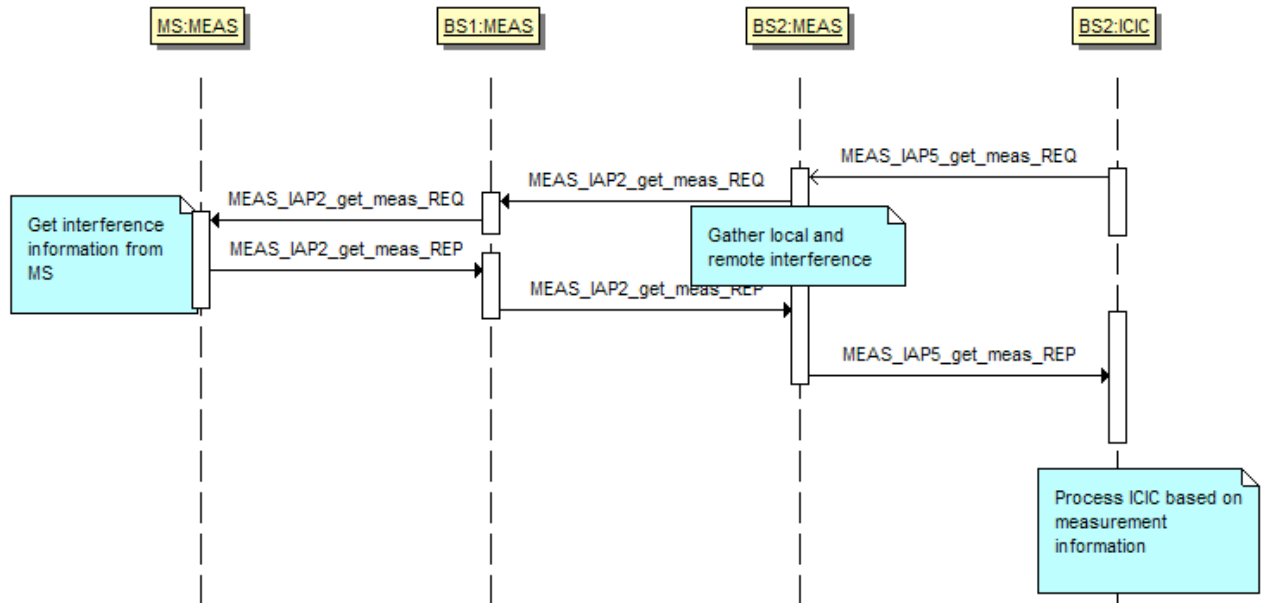 MS:MEAS
BS1:MEAS
BS2:MEAS
BS2:ICIC
MEAS_IAP5_get_meas_REQ
MEAS_IAP2_get_meas_REQ
MEAS_IAP2_get_meas_REQ
Get interference
information from
MS
Gather local and
remote interference
MEAS_IAP2_get_meas_REP
MEAS_IAP2_get_meas_REP
MEAS_IAP5_get_meas_REP
Process ICIC based on
measurement
information